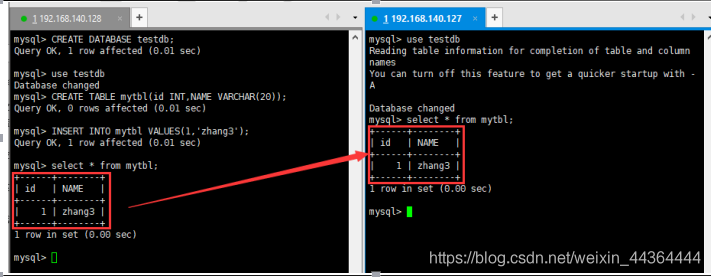 1 192.168.140.128 × +
mysql> CREATE DATABASE testdb;
Query OK, 1 row affected (0.01 sec)
mysql> use testdb
Database changed
mysql> CREATE TABLE mytbl(id INT,NAME VARCHAR(20));
Query OK, 0 rows affected (0.01 sec)
mysql> INSERT INTO mytbl VALUES(1,'zhang3');
Query OK, 1 row affected (0.01 sec)
mysql> select * from mytbl;
+------+--------+
| id   | NAME   |
+------+--------+
|    1 | zhang3 |
+------+--------+
1 row in set (0.00 sec)
mysql>
1 192.168.140.127 × +
mysql> use testdb
Reading table information for completion of table and column
names
You can turn off this feature to get a quicker startup with -
A
Database changed
mysql> select * from mytbl;
+------+--------+
| id   | NAME   |
+------+--------+
|    1 | zhang3 |
+------+--------+
1 row in set (0.00 sec)
mysql>
https://blog.csdn.net/weixin_44364444